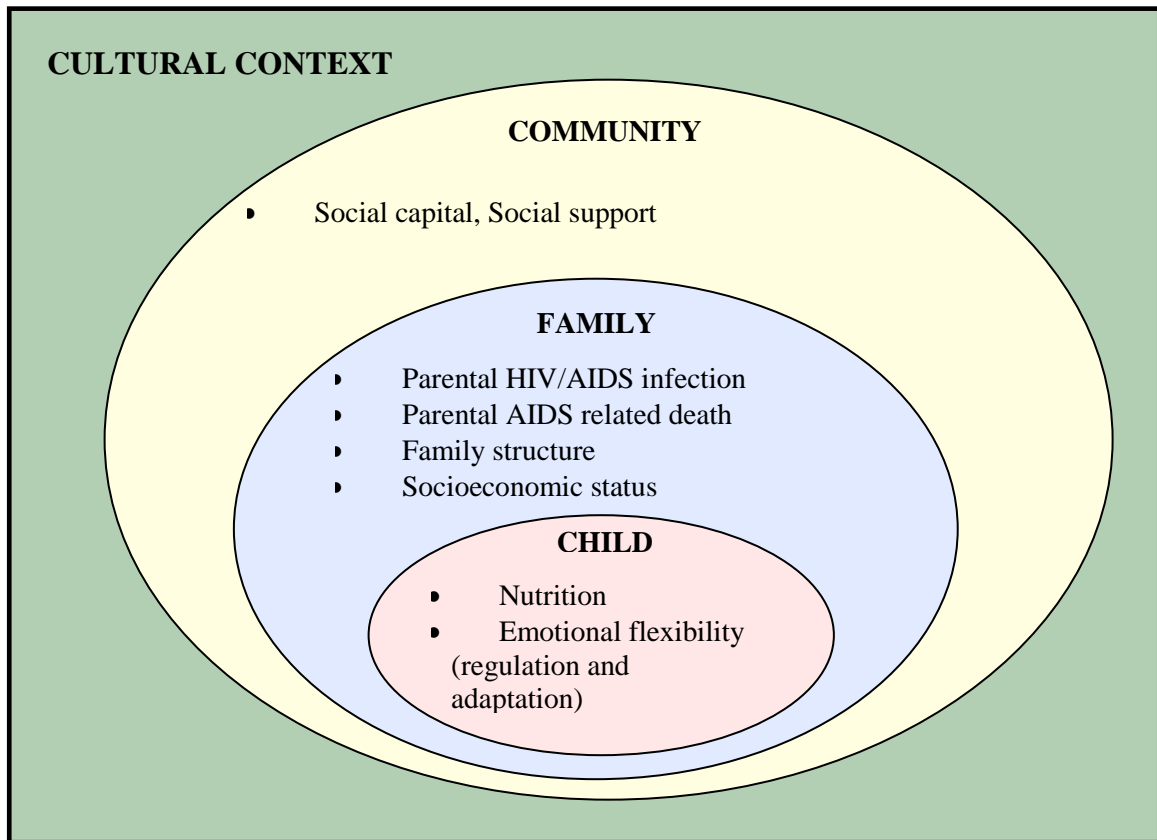 CULTURAL CONTEXT
COMMUNITY
• Social capital, Social support
FAMILY
• Parental HIV/AIDS infection
• Parental AIDS related death
• Family structure
• Socioeconomic status
CHILD
• Nutrition
• Emotional flexibility
(regulation and
adaptation)